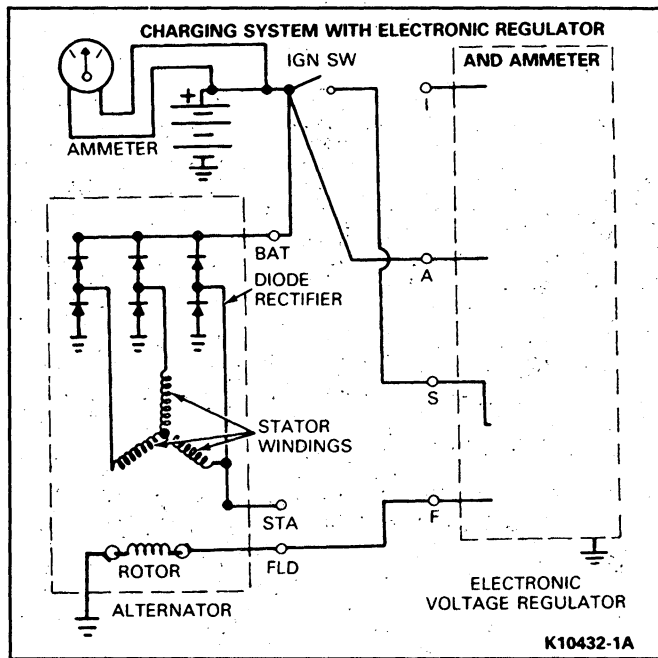 CHARGING SYSTEM WITH ELECTRONIC REGULATOR
AND AMMETER
IGN SW
+
I
AMMETER
BAT
DIODE
RECTIFIER
A
S
STATOR
WINDINGS
STA
F
ROTOR
FLD
ALTERNATOR
ELECTRONIC
VOLTAGE REGULATOR
K10432-1A